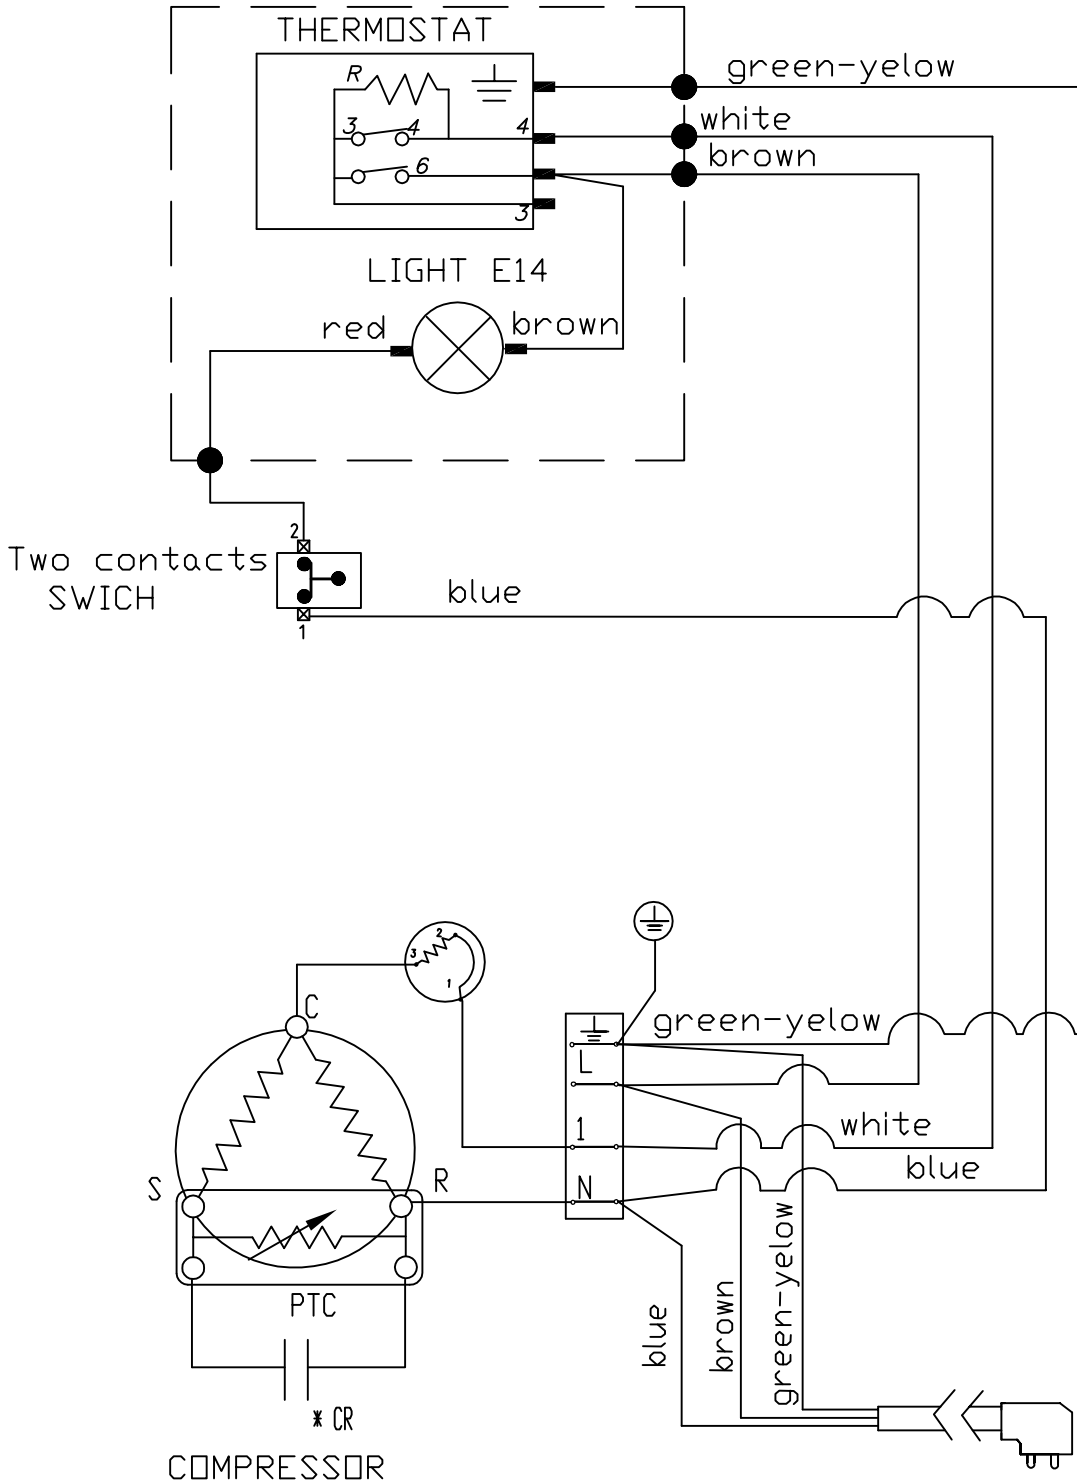 THERMOSTAT
green-yelow
R
3 4
4
white
6
brown
3
LIGHT E14
red
brown
2
Two contacts
SWICH
blue
1
2
3
1
C
green-yelow
L
1
white
S
R
N
blue
green-yelow
brown
blue
PTC
* CR
COMPRESSOR